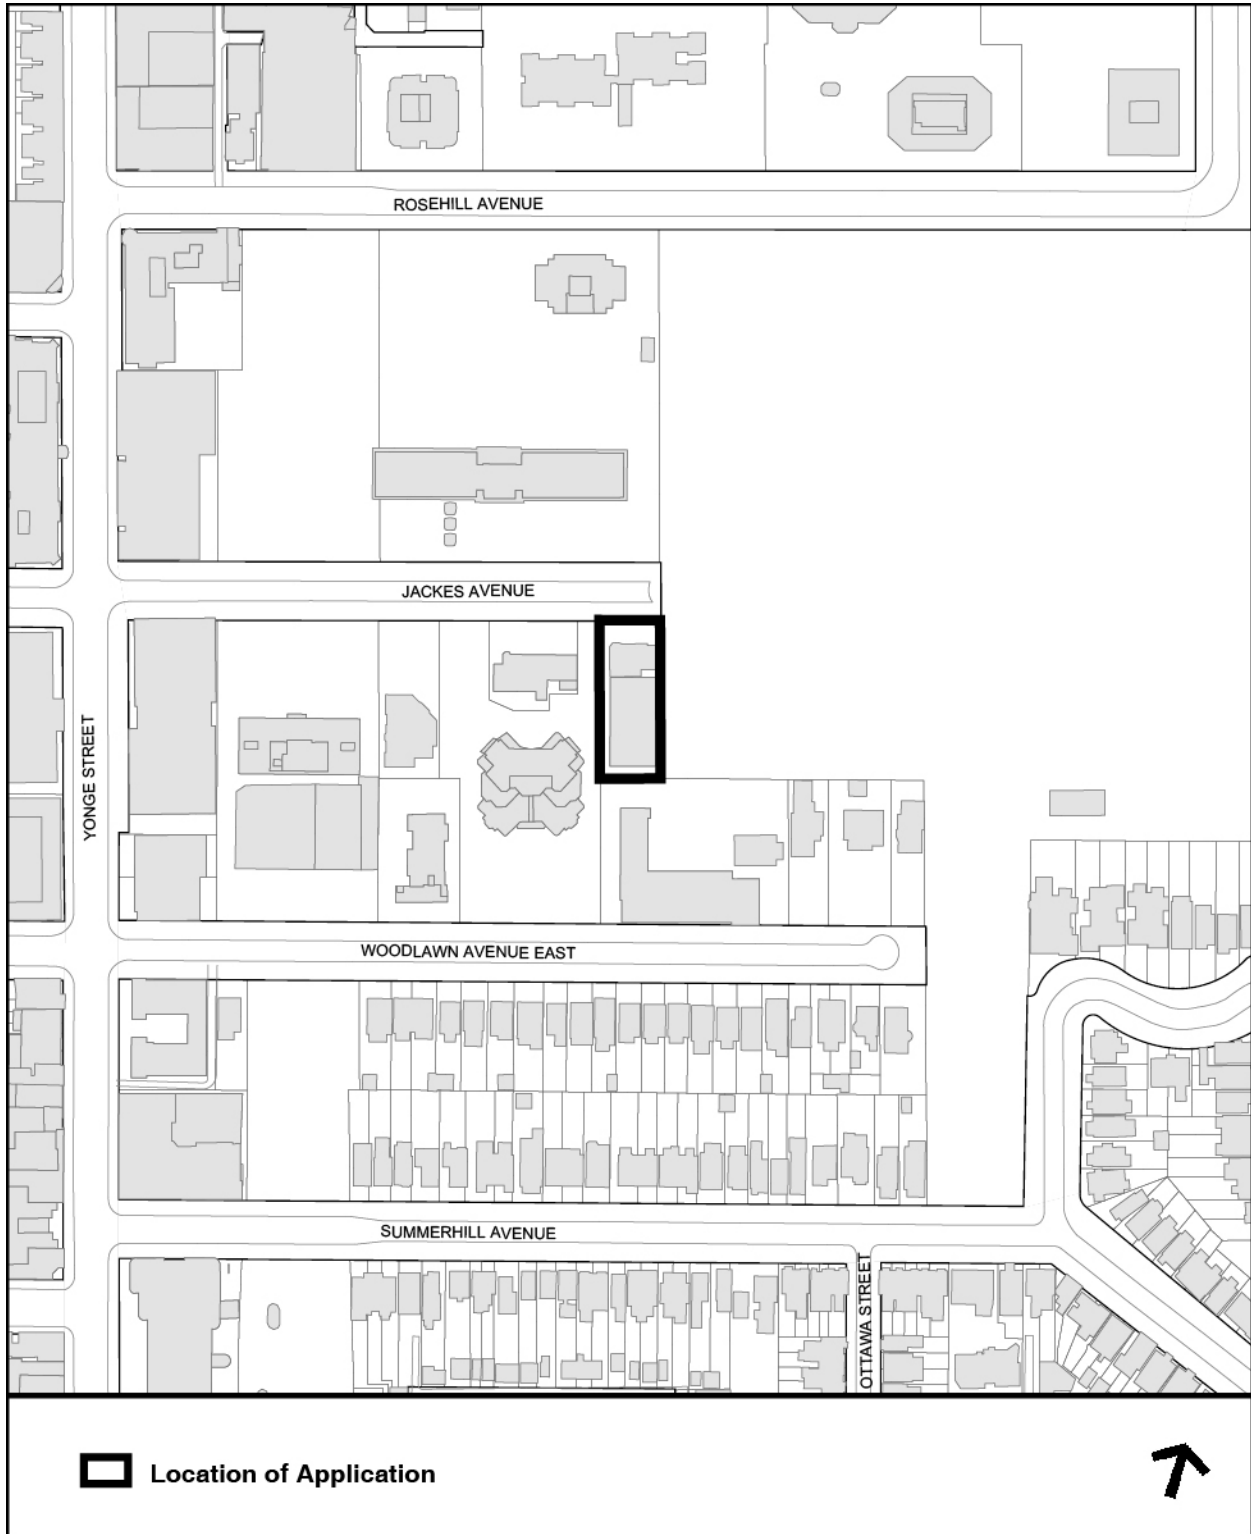 ROSEHILL AVENUE
JACKES AVENUE
YONGE STREET
WOODLAWN AVENUE EAST
SUMMERHILL AVENUE
OTTAWA STREET
Location of Application